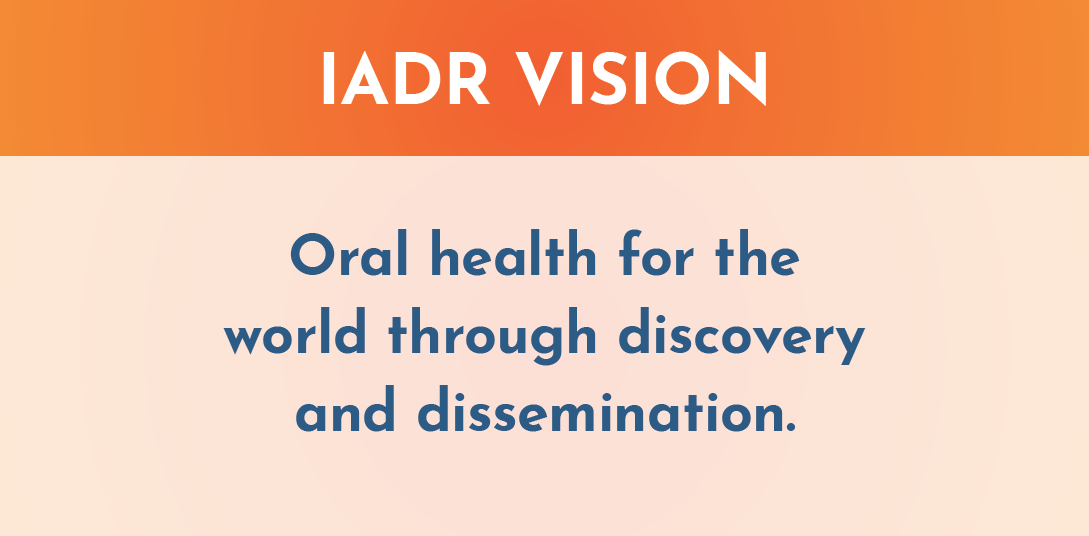 IADR VISION
Oral health for the
world through discovery
and dissemination.